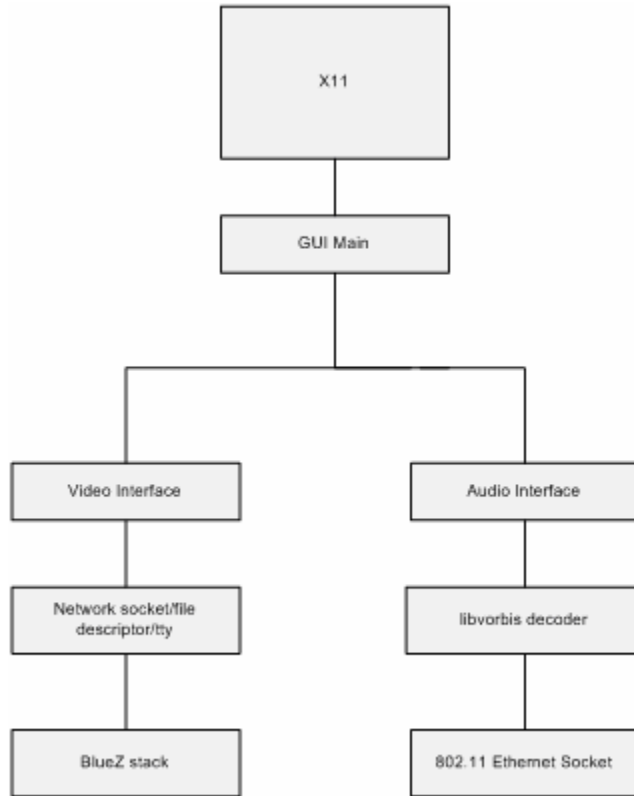 X11
GUI Main
Video Interface
Audio Interface
Network socket/file
descriptor/tty
libvorbis decoder
BlueZ stack
802.11 Ethernet Socket